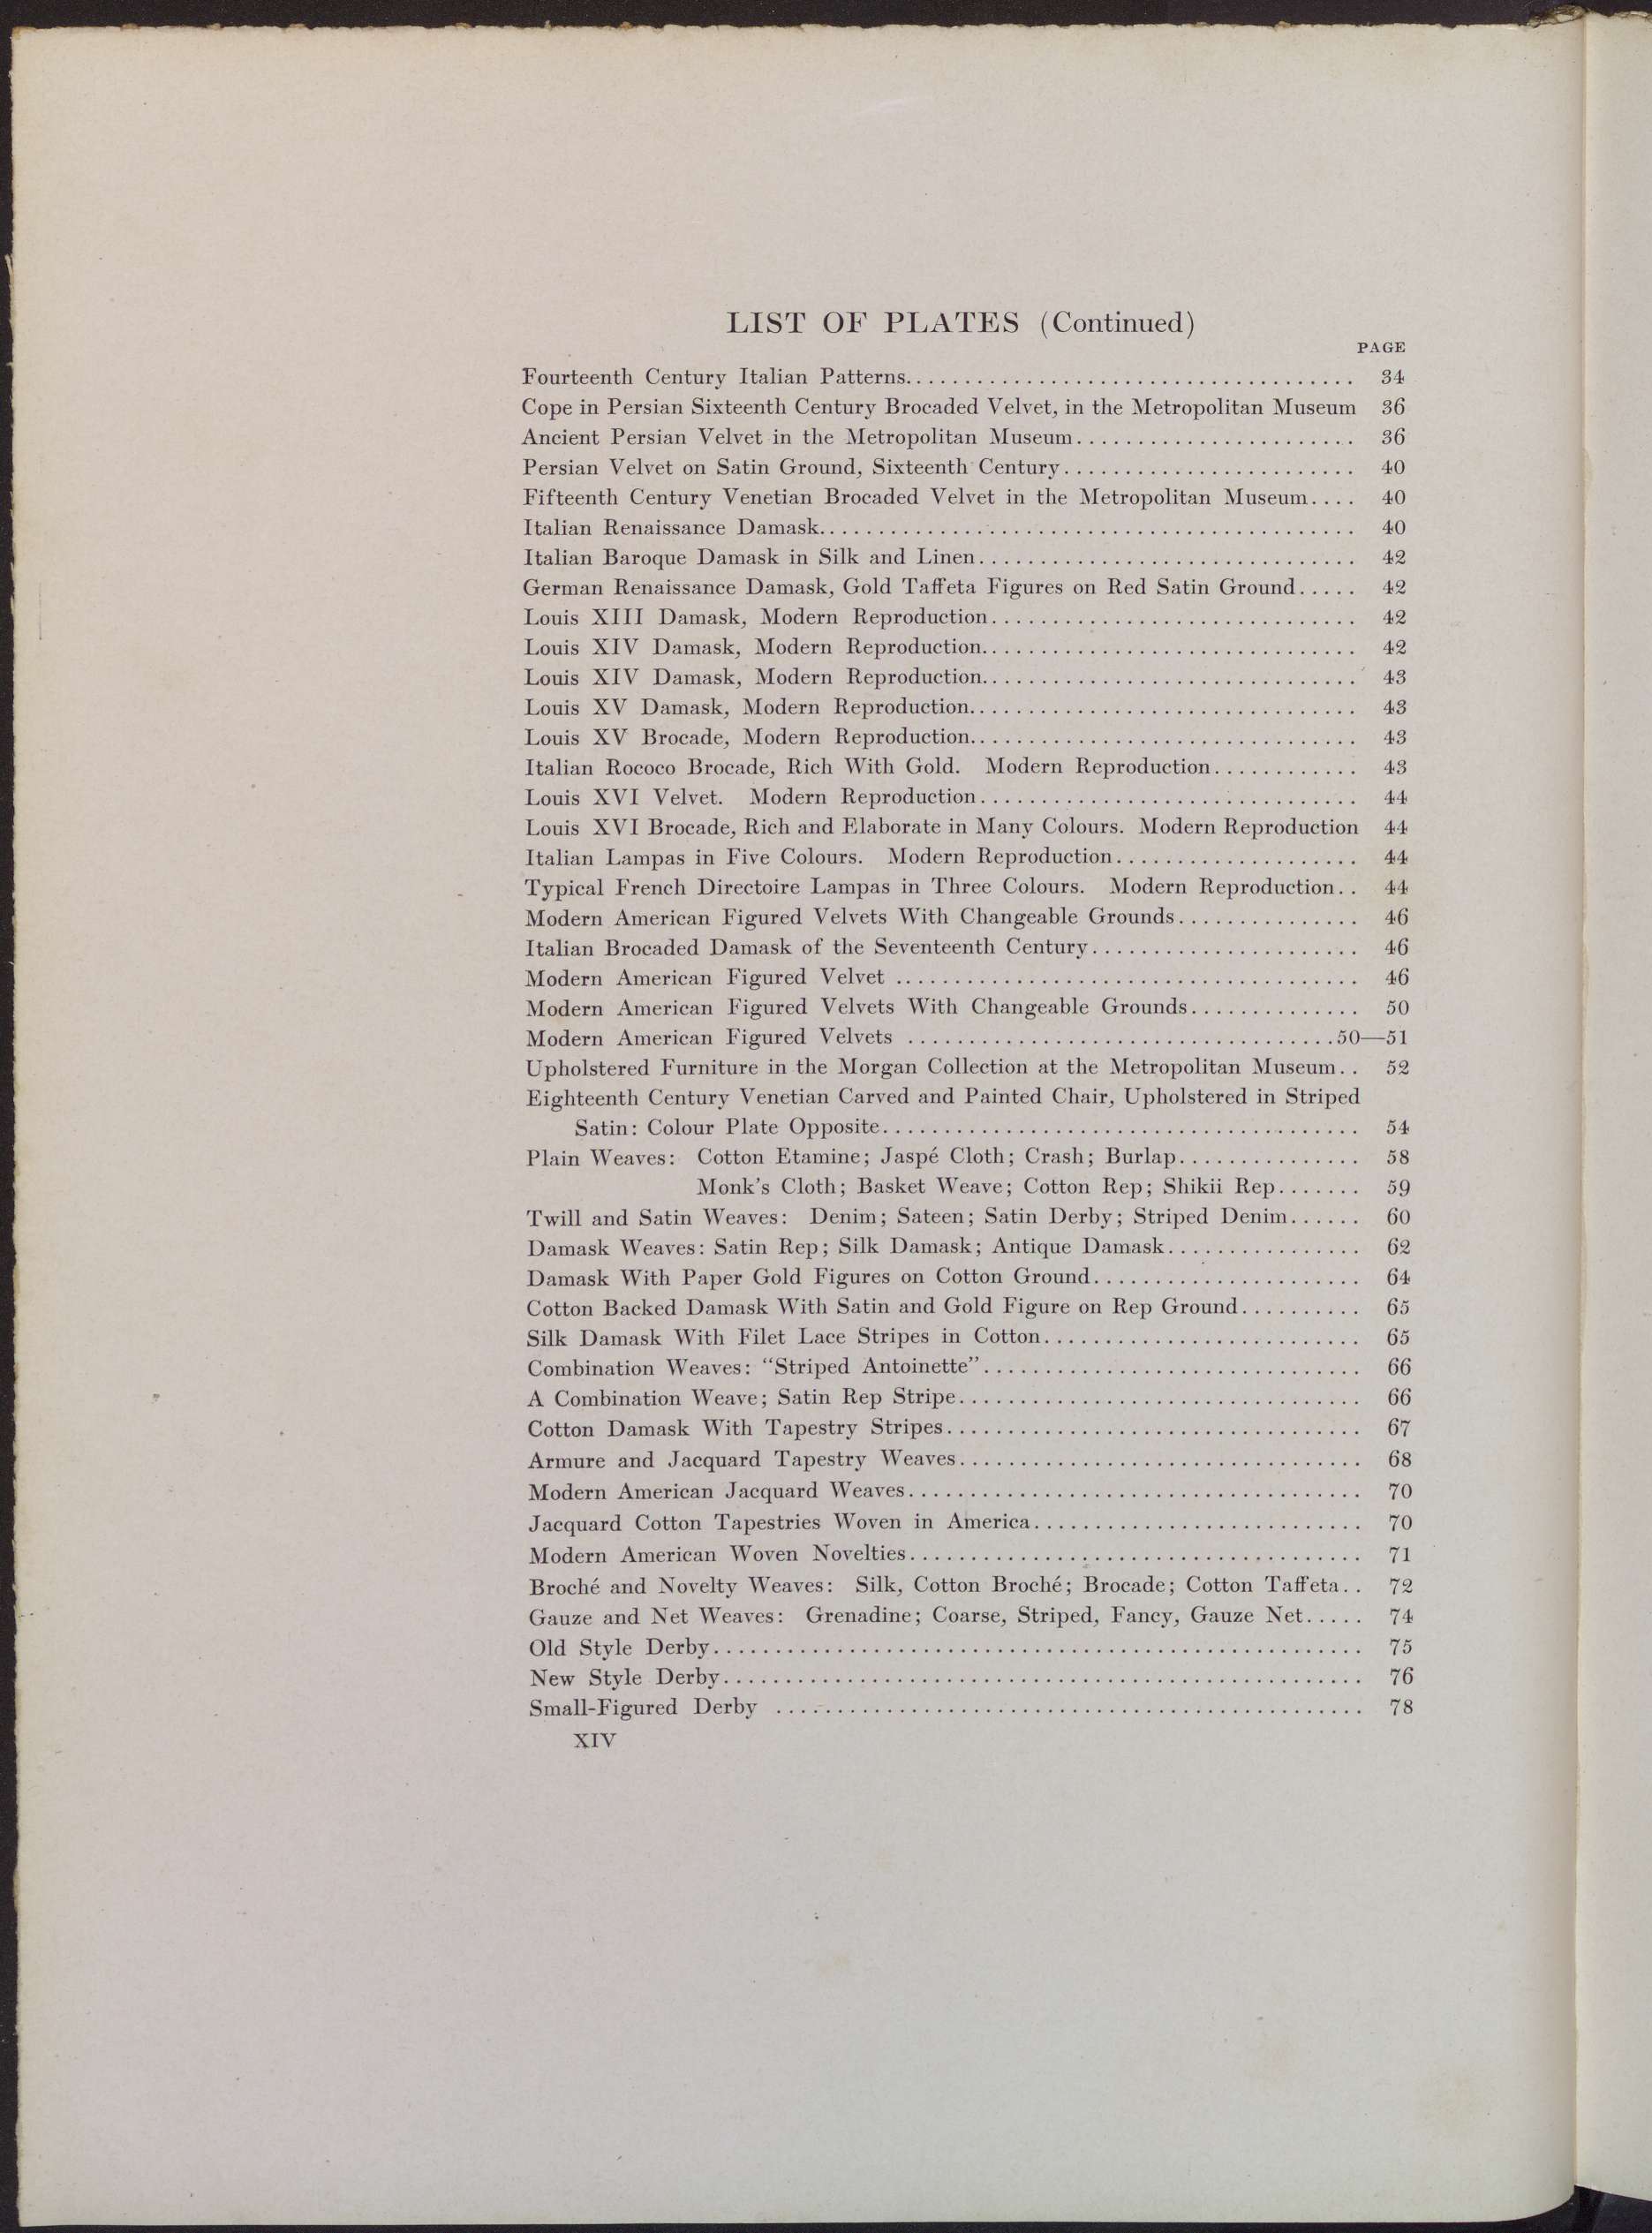 LIST OF PLATES (Continued)
PAGE
Fourteenth Century Italian Patterns..................................... 34
Cope in Persian Sixteenth Century Brocaded Velvet, in the Metropolitan Museum 36
Ancient Persian Velvet in the Metropolitan Museum....................... 36
Persian Velvet on Satin Ground, Sixteenth Century........................ 40
Fifteenth Century Venetian Brocaded Velvet in the Metropolitan Museum.... 40
Italian Renaissance Damask............................................ 40
Italian Baroque Damask in Silk and Linen............................... 42
German Renaissance Damask, Gold Taffeta Figures on Red Satin Ground..... 42
Louis XIII Damask, Modern Reproduction.............................. 42
Louis XIV Damask, Modern Reproduction............................... 42
Louis XIV Damask, Modern Reproduction............................... 43
Louis XV Damask, Modern Reproduction................................ 43
Louis XV Brocade, Modern Reproduction................................ 43
Italian Rococo Brocade, Rich With Gold. Modern Reproduction............ 43
Louis XVI Velvet. Modern Reproduction............................... 44
Louis XVI Brocade, Rich and Elaborate in Many Colours. Modern Reproduction 44
Italian Lampas in Five Colours. Modern Reproduction.................... 44
Typical French Directoire Lampas in Three Colours. Modern Reproduction.. 44
Modern American Figured Velvets With Changeable Grounds............... 46
Italian Brocaded Damask of the Seventeenth Century...................... 46
Modern American Figured Velvet ...................................... 46
Modern American Figured Velvets With Changeable Grounds.............. 50
Modern American Figured Velvets ...................................50—51
Upholstered Furniture in the Morgan Collection at the Metropolitan Museum.. 52
Eighteenth Century Venetian Carved and Painted Chair, Upholstered in Striped
Satin: Colour Plate Opposite....................................... 54
Plain Weaves: Cotton Etamine; Jaspé Cloth; Crash; Burlap............... 58
Monk's Cloth; Basket Weave; Cotton Rep; Shikii Rep....... 59
Twill and Satin Weaves: Denim; Sateen; Satin Derby; Striped Denim...... 60
Damask Weaves: Satin Rep; Silk Damask; Antique Damask................ 62
Damask With Paper Gold Figures on Cotton Ground...................... 64
Cotton Backed Damask With Satin and Gold Figure on Rep Ground.......... 65
Silk Damask With Filet Lace Stripes in Cotton.......................... 65
Combination Weaves: "Striped Antoinette"............................... 66
A Combination Weave; Satin Rep Stripe................................. 66
Cotton Damask With Tapestry Stripes.................................. 67
Armure and Jacquard Tapestry Weaves................................. 68
Modern American Jacquard Weaves..................................... 70
Jacquard Cotton Tapestries Woven in America........................... 70
Modern American Woven Novelties..................................... 71
Broché and Novelty Weaves: Silk, Cotton Broché; Brocade; Cotton Taffeta.. 72
Gauze and Net Weaves: Grenadine; Coarse, Striped, Fancy, Gauze Net..... 74
Old Style Derby..................................................... 75
New Style Derby.................................................... 76
Small-Figured Derby ................................................ 78
XIV